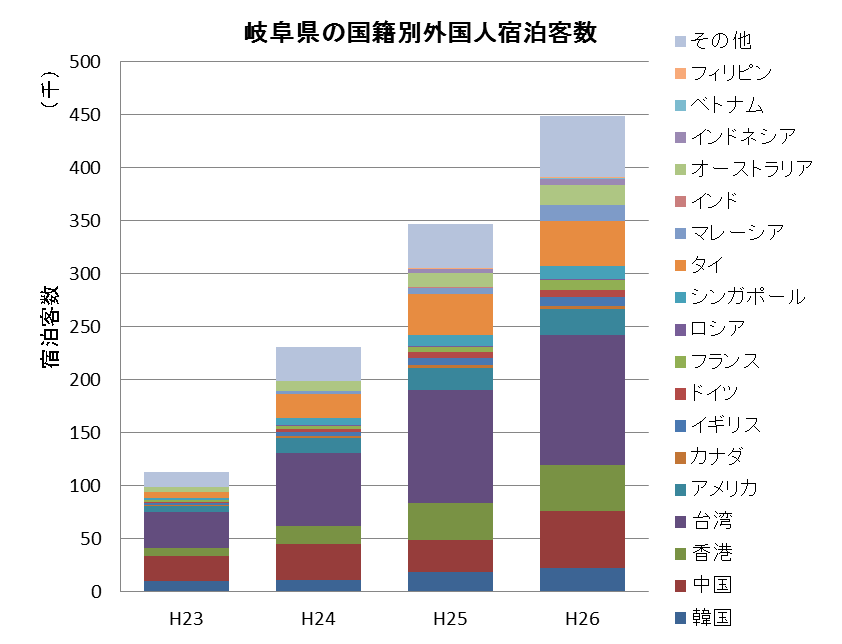 岐阜県の国籍別外国人宿泊客数
（千）
宿泊客数
500
450
400
350
300
250
200
150
100
50
0
H23
H24
H25
H26
その他
フィリピン
ベトナム
インドネシア
オーストラリア
インド
マレーシア
タイ
シンガポール
ロシア
フランス
ドイツ
イギリス
カナダ
アメリカ
台湾
香港
中国
韓国